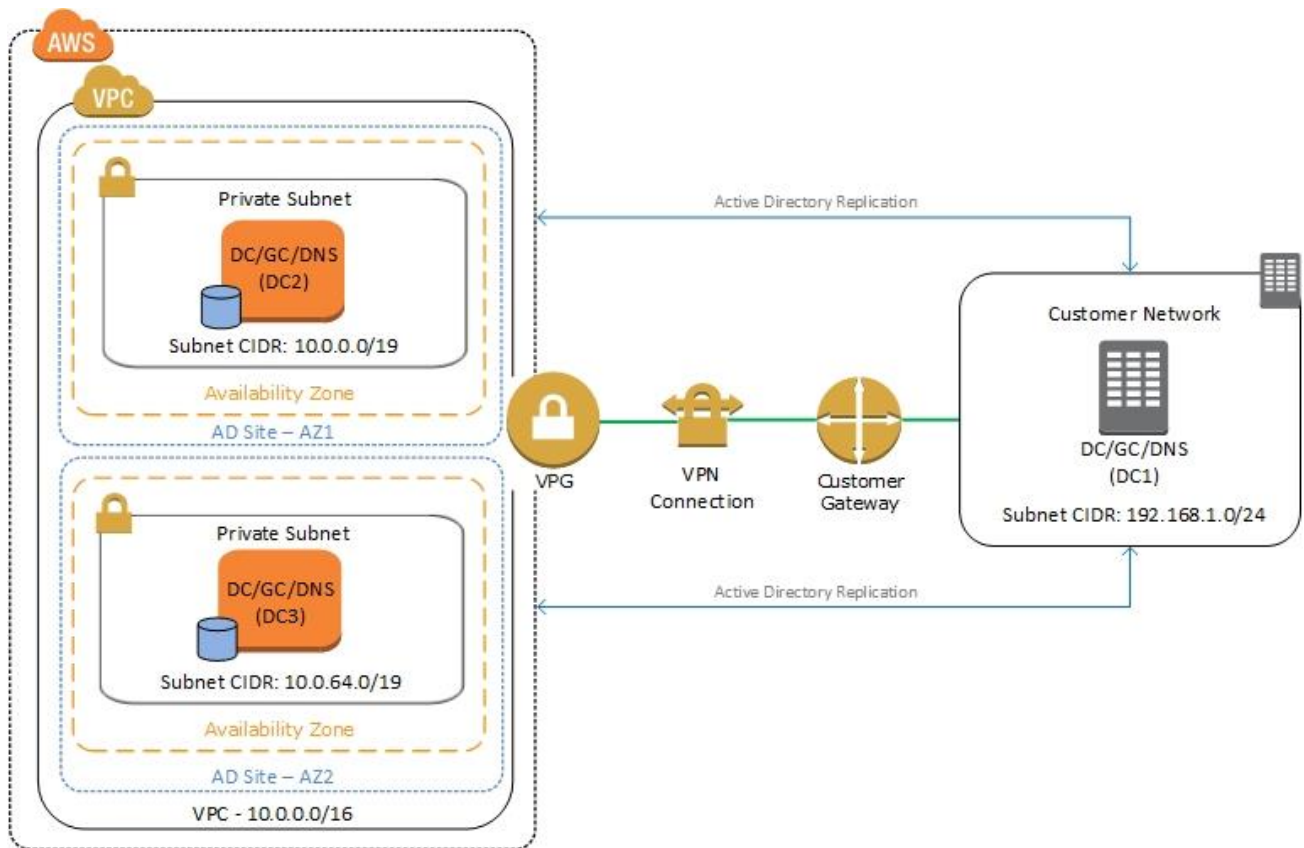 AWS
VPC
Private Subnet
DC/GC/DNS
(DC2)
Subnet CIDR: 10.0.0.0/19
Availability Zone
AD Site – AZ1
Private Subnet
DC/GC/DNS
(DC3)
Subnet CIDR: 10.0.64.0/19
Availability Zone
AD Site – AZ2
VPC - 10.0.0.0/16
VPG
VPN
Connection
Customer
Gateway
Active Directory Replication
Customer Network
DC/GC/DNS
(DC1)
Subnet CIDR: 192.168.1.0/24
Active Directory Replication